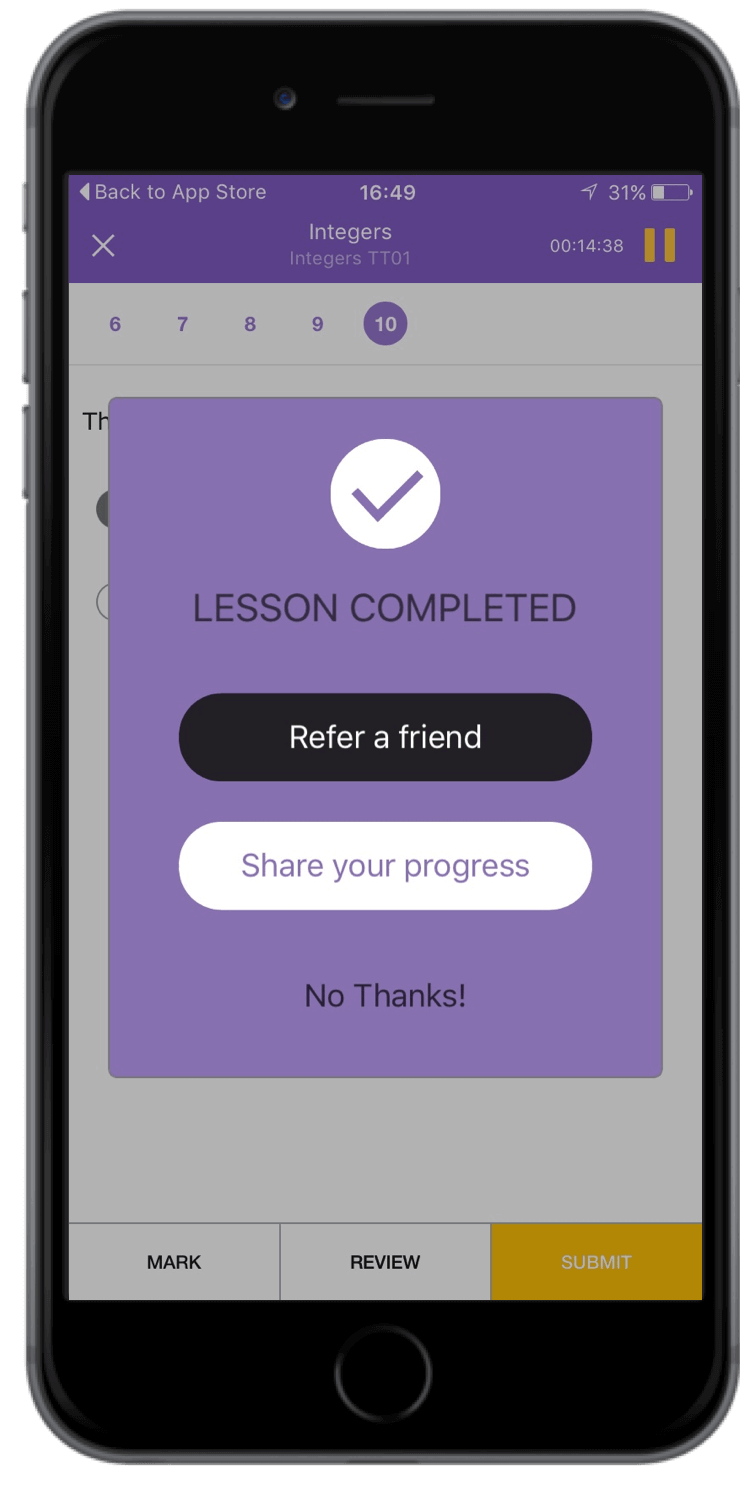 Back to App Store 16:49 31%
Integers
Integers TT01
00:14:38
6 7 8 9 10
Th
LESSON COMPLETED
Refer a friend
Share your progress
No Thanks!
MARK REVIEW SUBMIT